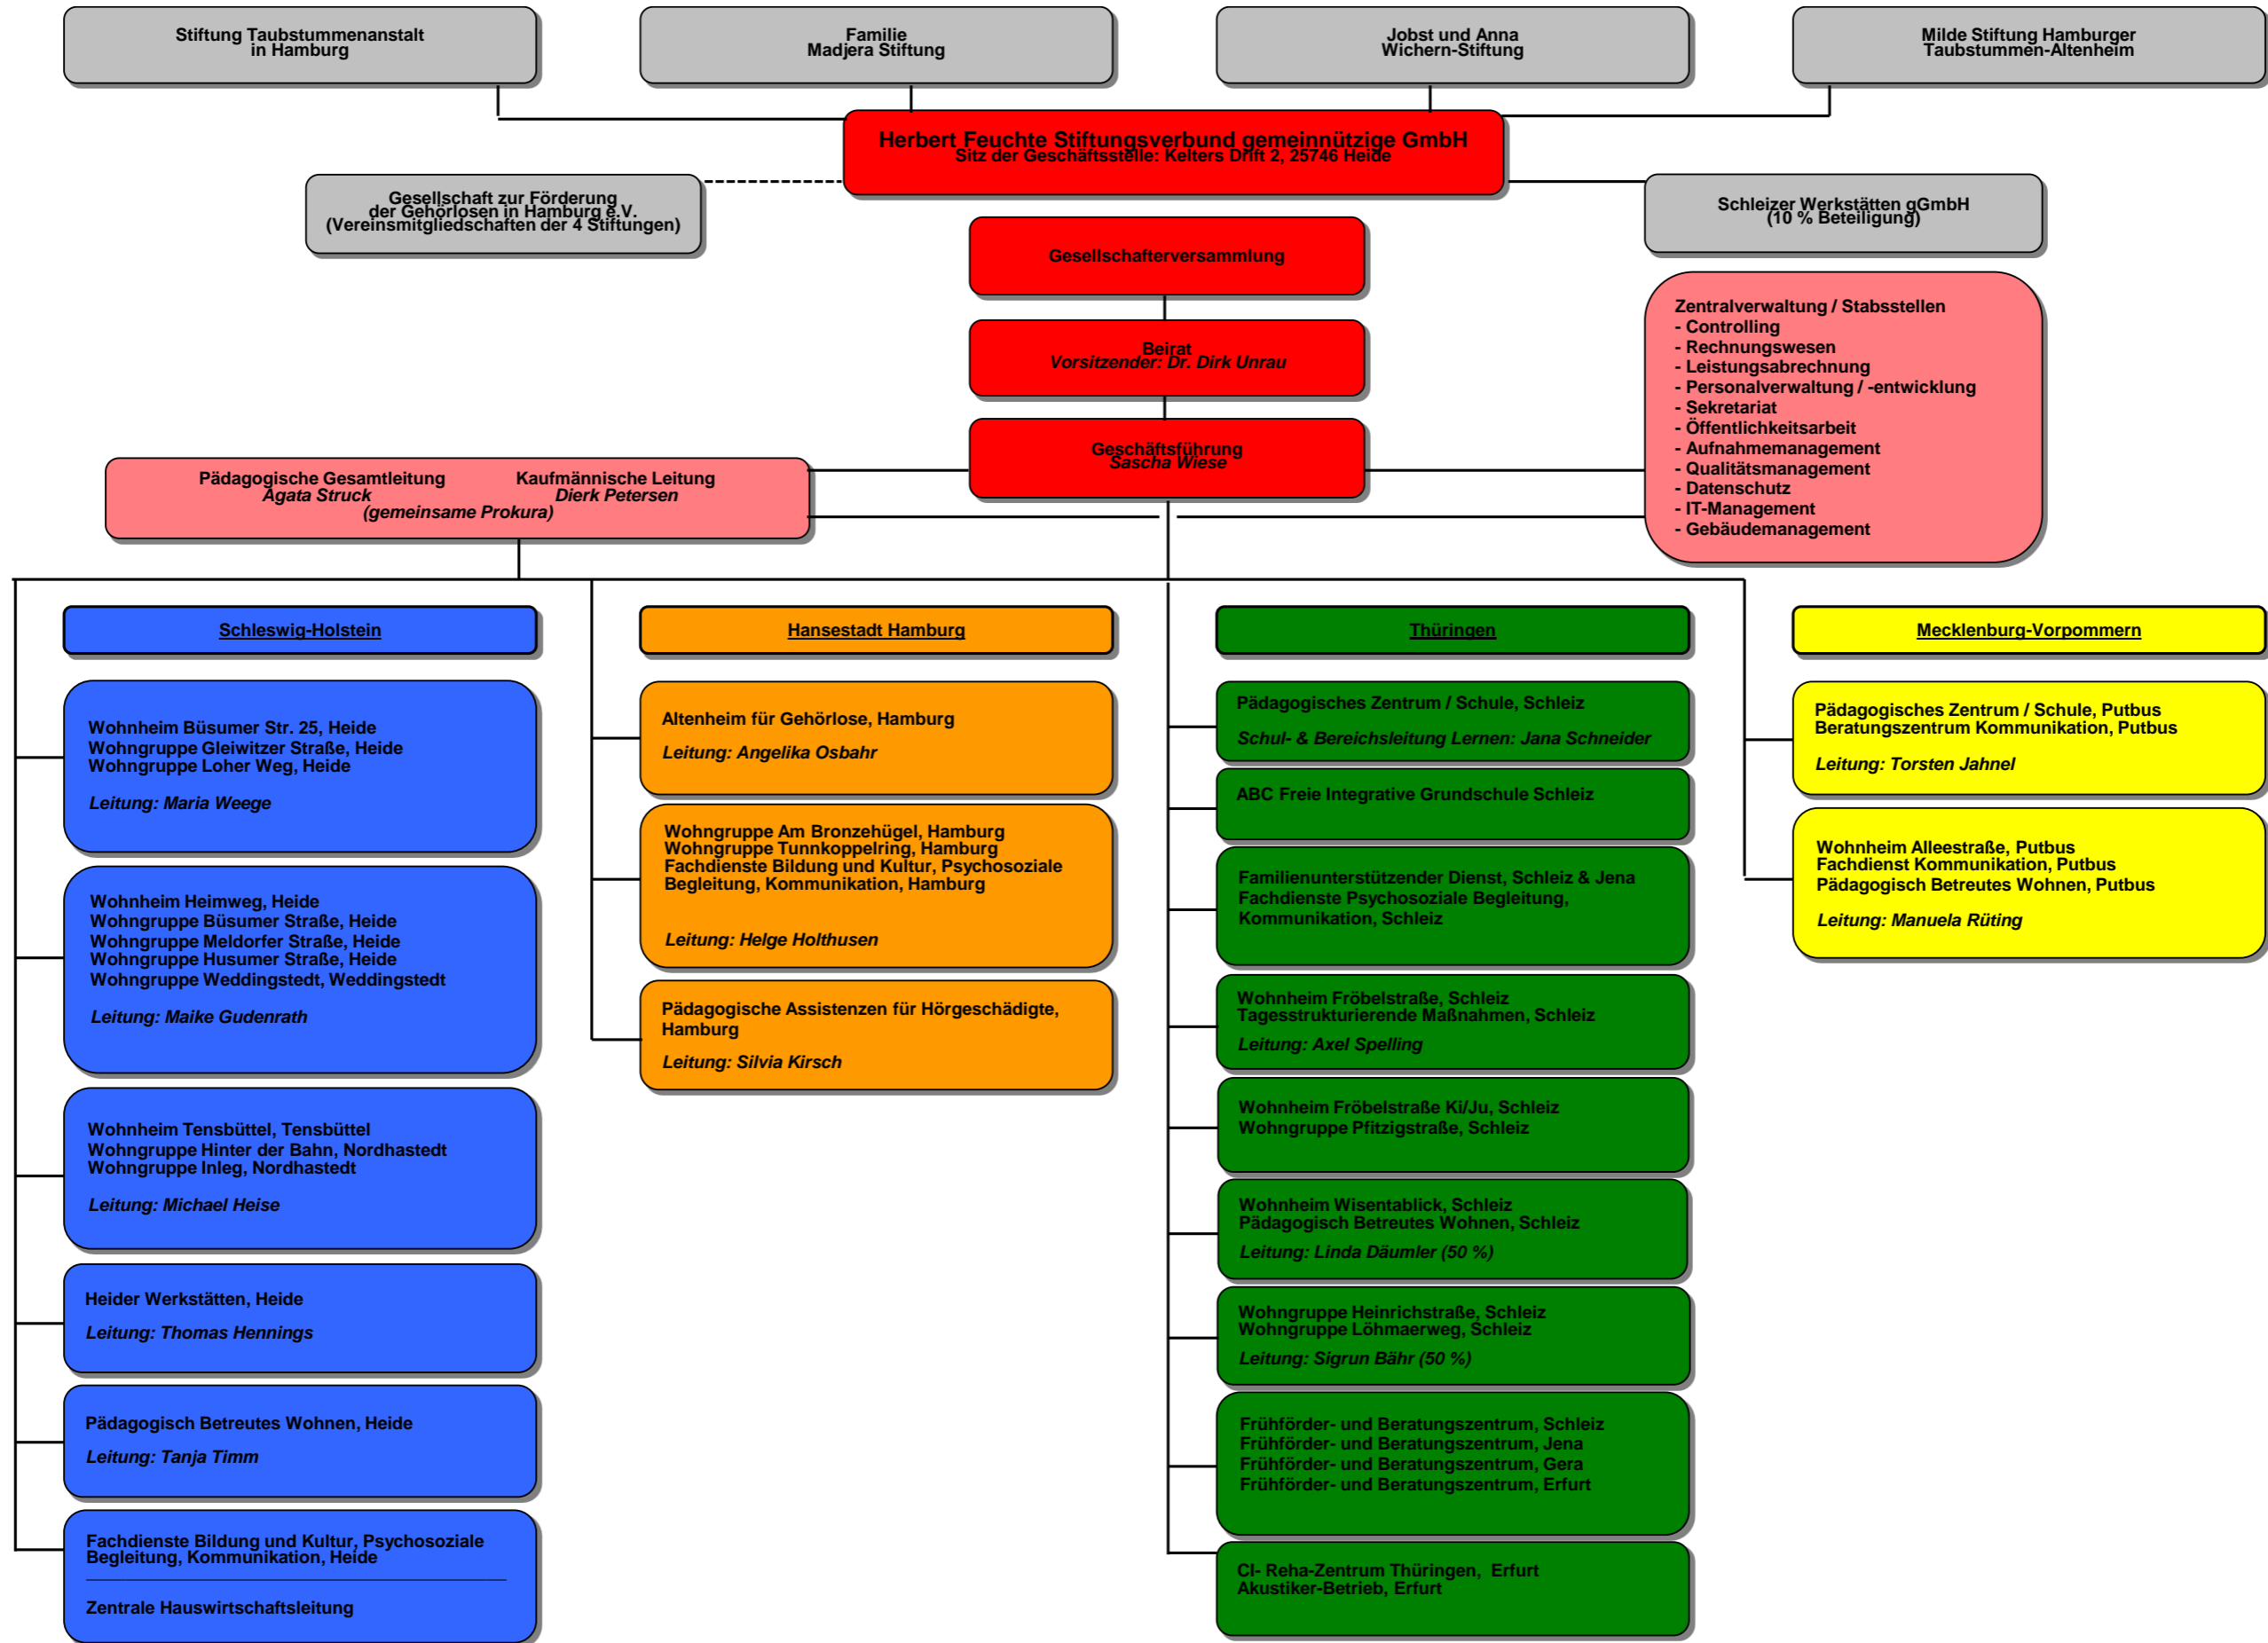 Stiftung Taubstummenanstalt
in Hamburg
Familie
Madjera Stiftung
Jobst und Anna
Wichern-Stiftung
Milde Stiftung Hamburger
Taubstummen-Altenheim
Herbert Feuchte Stiftungsverbund gemeinnützige GmbH
Sitz der Geschäftsstelle: Kelters Drift 2, 25746 Heide
Gesellschaft zur Förderung
der Gehörlosen in Hamburg e.V.
(Vereinsmitgliedschaften der 4 Stiftungen)
Schleizer Werkstätten gGmbH
(10 % Beteiligung)
Gesellschafterversammlung
Beirat
Vorsitzender: Dr. Dirk Unrau
Geschäftsführung
Sascha Wiese
Zentralverwaltung / Stabsstellen
- Controlling
- Rechnungswesen
- Leistungsabrechnung
- Personalverwaltung / -entwicklung
- Sekretariat
- Öffentlichkeitsarbeit
- Aufnahmemanagement
- Qualitätsmanagement
- Datenschutz
- IT-Management
- Gebäudemanagement
Pädagogische Gesamtleitung
Agata Struck
Kaufmännische Leitung
Dierk Petersen
(gemeinsame Prokura)
Schleswig-Holstein
Wohnheim Büsumer Str. 25, Heide
Wohngruppe Gleiwitzer Straße, Heide
Wohngruppe Loher Weg, Heide
Leitung: Maria Weege
Wohnheim Heimweg, Heide
Wohngruppe Büsumer Straße, Heide
Wohngruppe Meldorfer Straße, Heide
Wohngruppe Husumer Straße, Heide
Wohngruppe Weddingstedt, Weddingstedt
Leitung: Maike Gudenrath
Wohnheim Tensbüttel, Tensbüttel
Wohngruppe Hinter der Bahn, Nordhastedt
Wohngruppe Inleg, Nordhastedt
Leitung: Michael Heise
Heider Werkstätten, Heide
Leitung: Thomas Hennings
Pädagogisch Betreutes Wohnen, Heide
Leitung: Tanja Timm
Fachdienste Bildung und Kultur, Psychosoziale
Begleitung, Kommunikation, Heide
Zentrale Hauswirtschaftsleitung
Hansestadt Hamburg
Altenheim für Gehörlose, Hamburg
Leitung: Angelika Osbahr
Wohngruppe Am Bronzehügel, Hamburg
Wohngruppe Tunnkoppelring, Hamburg
Fachdienste Bildung und Kultur, Psychosoziale
Begleitung, Kommunikation, Hamburg
Leitung: Helge Holthusen
Pädagogische Assistenzen für Hörgeschädigte,
Hamburg
Leitung: Silvia Kirsch
Thüringen
Pädagogisches Zentrum / Schule, Schleiz
Schul- & Bereichsleitung Lernen: Jana Schneider
ABC Freie Integrative Grundschule Schleiz
Familienunterstützender Dienst, Schleiz & Jena
Fachdienste Psychosoziale Begleitung,
Kommunikation, Schleiz
Wohnheim Fröbelstraße, Schleiz
Tagesstrukturierende Maßnahmen, Schleiz
Leitung: Axel Spelling
Wohnheim Fröbelstraße Ki/Ju, Schleiz
Wohngruppe Pfitzigstraße, Schleiz
Wohnheim Wisentablick, Schleiz
Pädagogisch Betreutes Wohnen, Schleiz
Leitung: Linda Däumler (50 %)
Wohngruppe Heinrichstraße, Schleiz
Wohngruppe Löhmaerweg, Schleiz
Leitung: Sigrun Bähr (50 %)
Frühförder- und Beratungszentrum, Schleiz
Frühförder- und Beratungszentrum, Jena
Frühförder- und Beratungszentrum, Gera
Frühförder- und Beratungszentrum, Erfurt
CI- Reha-Zentrum Thüringen, Erfurt
Akustiker-Betrieb, Erfurt
Mecklenburg-Vorpommern
Pädagogisches Zentrum / Schule, Putbus
Beratungszentrum Kommunikation, Putbus
Leitung: Torsten Jahnel
Wohnheim Alleestraße, Putbus
Fachdienst Kommunikation, Putbus
Pädagogisch Betreutes Wohnen, Putbus
Leitung: Manuela Rüting